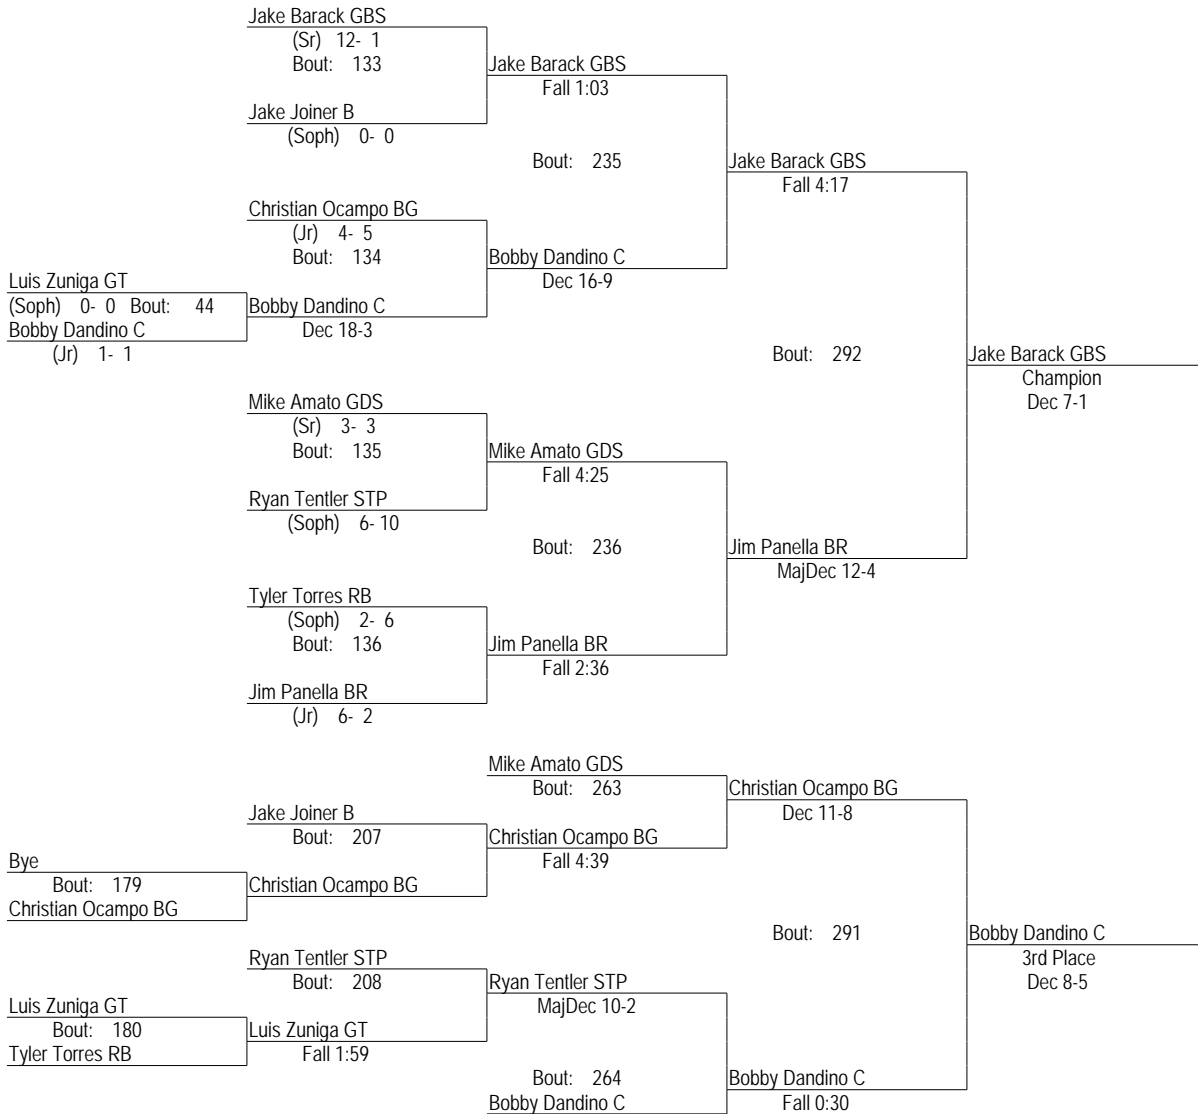 Jake Barack GBS
(Sr) 12- 1
Bout: 133
Jake Barack GBS
Fall 1:03
Jake Joiner B
(Soph) 0- 0
Bout: 235
Jake Barack GBS
Fall 4:17
Christian Ocampo BG
(Jr) 4- 5
Bout: 134
Bobby Dandino C
Dec 16-9
Luis Zuniga GT
(Soph) 0- 0 Bout: 44
Bobby Dandino C
(Jr) 1- 1
Bobby Dandino C
Dec 18-3
Bout: 292
Jake Barack GBS
Champion
Dec 7-1
Mike Amato GDS
(Sr) 3- 3
Bout: 135
Mike Amato GDS
Fall 4:25
Ryan Tentler STP
(Soph) 6- 10
Bout: 236
Jim Panella BR
MajDec 12-4
Tyler Torres RB
(Soph) 2- 6
Bout: 136
Jim Panella BR
Fall 2:36
Jim Panella BR
(Jr) 6- 2
Mike Amato GDS
Bout: 263
Christian Ocampo BG
Dec 11-8
Jake Joiner B
Bout: 207
Christian Ocampo BG
Fall 4:39
Bye
Bout: 179
Christian Ocampo BG
Christian Ocampo BG
Bout: 291
Bobby Dandino C
3rd Place
Dec 8-5
Ryan Tentler STP
Bout: 208
Ryan Tentler STP
MajDec 10-2
Luis Zuniga GT
Bout: 180
Tyler Torres RB
Luis Zuniga GT
Fall 1:59
Bout: 264
Bobby Dandino C
Bobby Dandino C
Fall 0:30